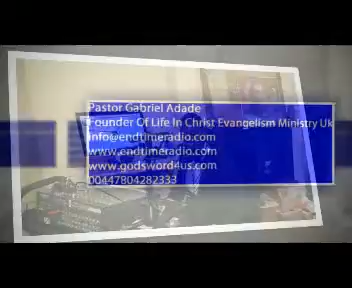 Pastor Gabriel Adade
Founder Of Life In Christ Evangelism Ministry Uk
info@endtimeradio.com
www.endtimeradio.com
www.godsword4us.com
00447804282333